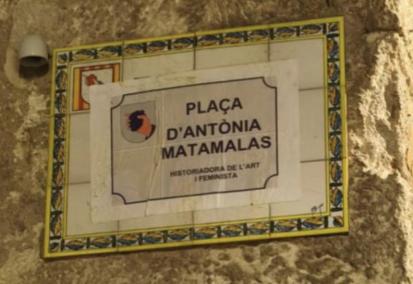 PLAÇA
D'ANTÒNIA
MATAMALAS
HISTORIADORA DE L'ART
I FEMINISTA